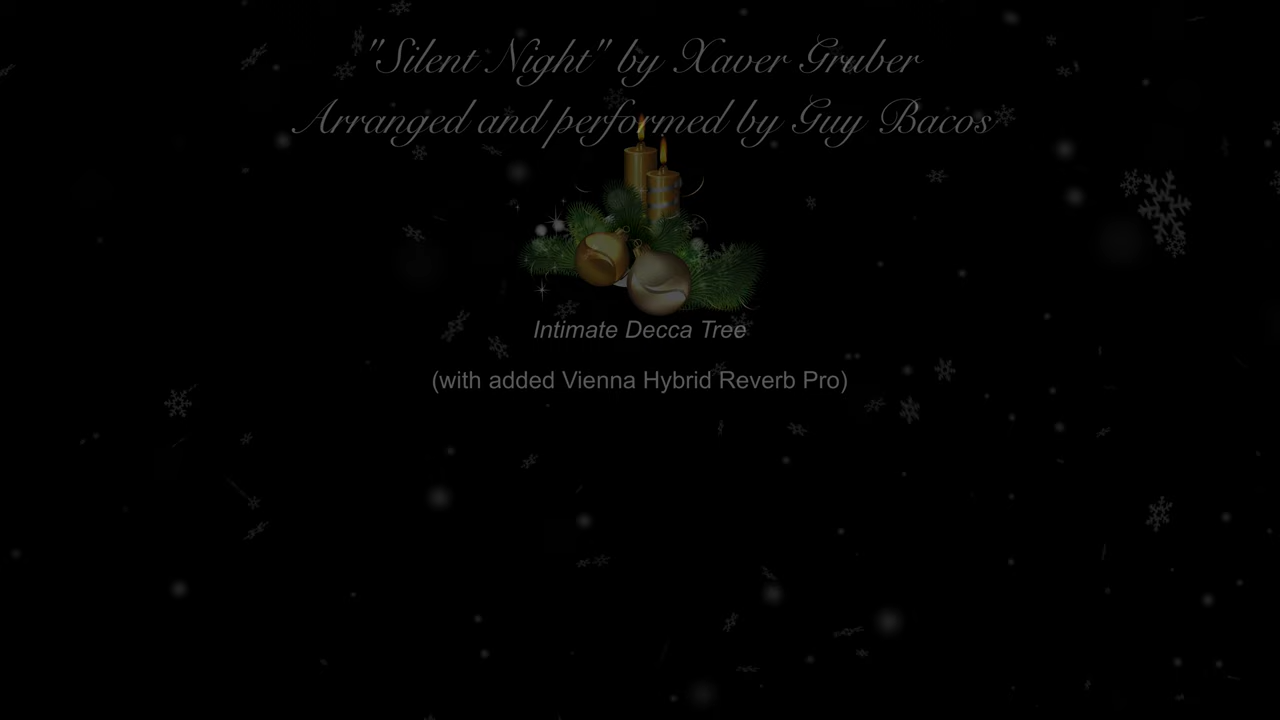 "Silent Night" by Xaver Gruber
Arranged and performed by Guy Bacos
Intimate Decca Tree
(with added Vienna Hybrid Reverb Pro)